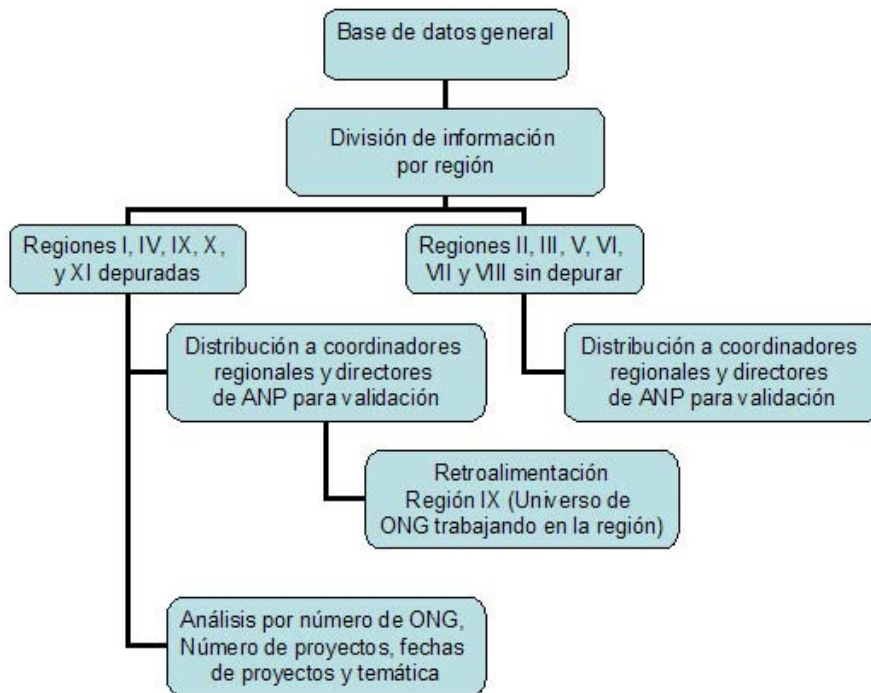 Base de datos general
División de información
por región
Regiones I, IV, IX, X,
y XI depuradas
Regiones II, III, V, VI,
VII y VIII sin depurar
Distribución a coordinadores
regionales y directores
de ANP para validación
Distribución a coordinadores
regionales y directores
de ANP para validación
Retroalimentación
Región IX (Universo de
ONG trabajando en la región)
Análisis por número de ONG,
Número de proyectos, fechas
de proyectos y temática